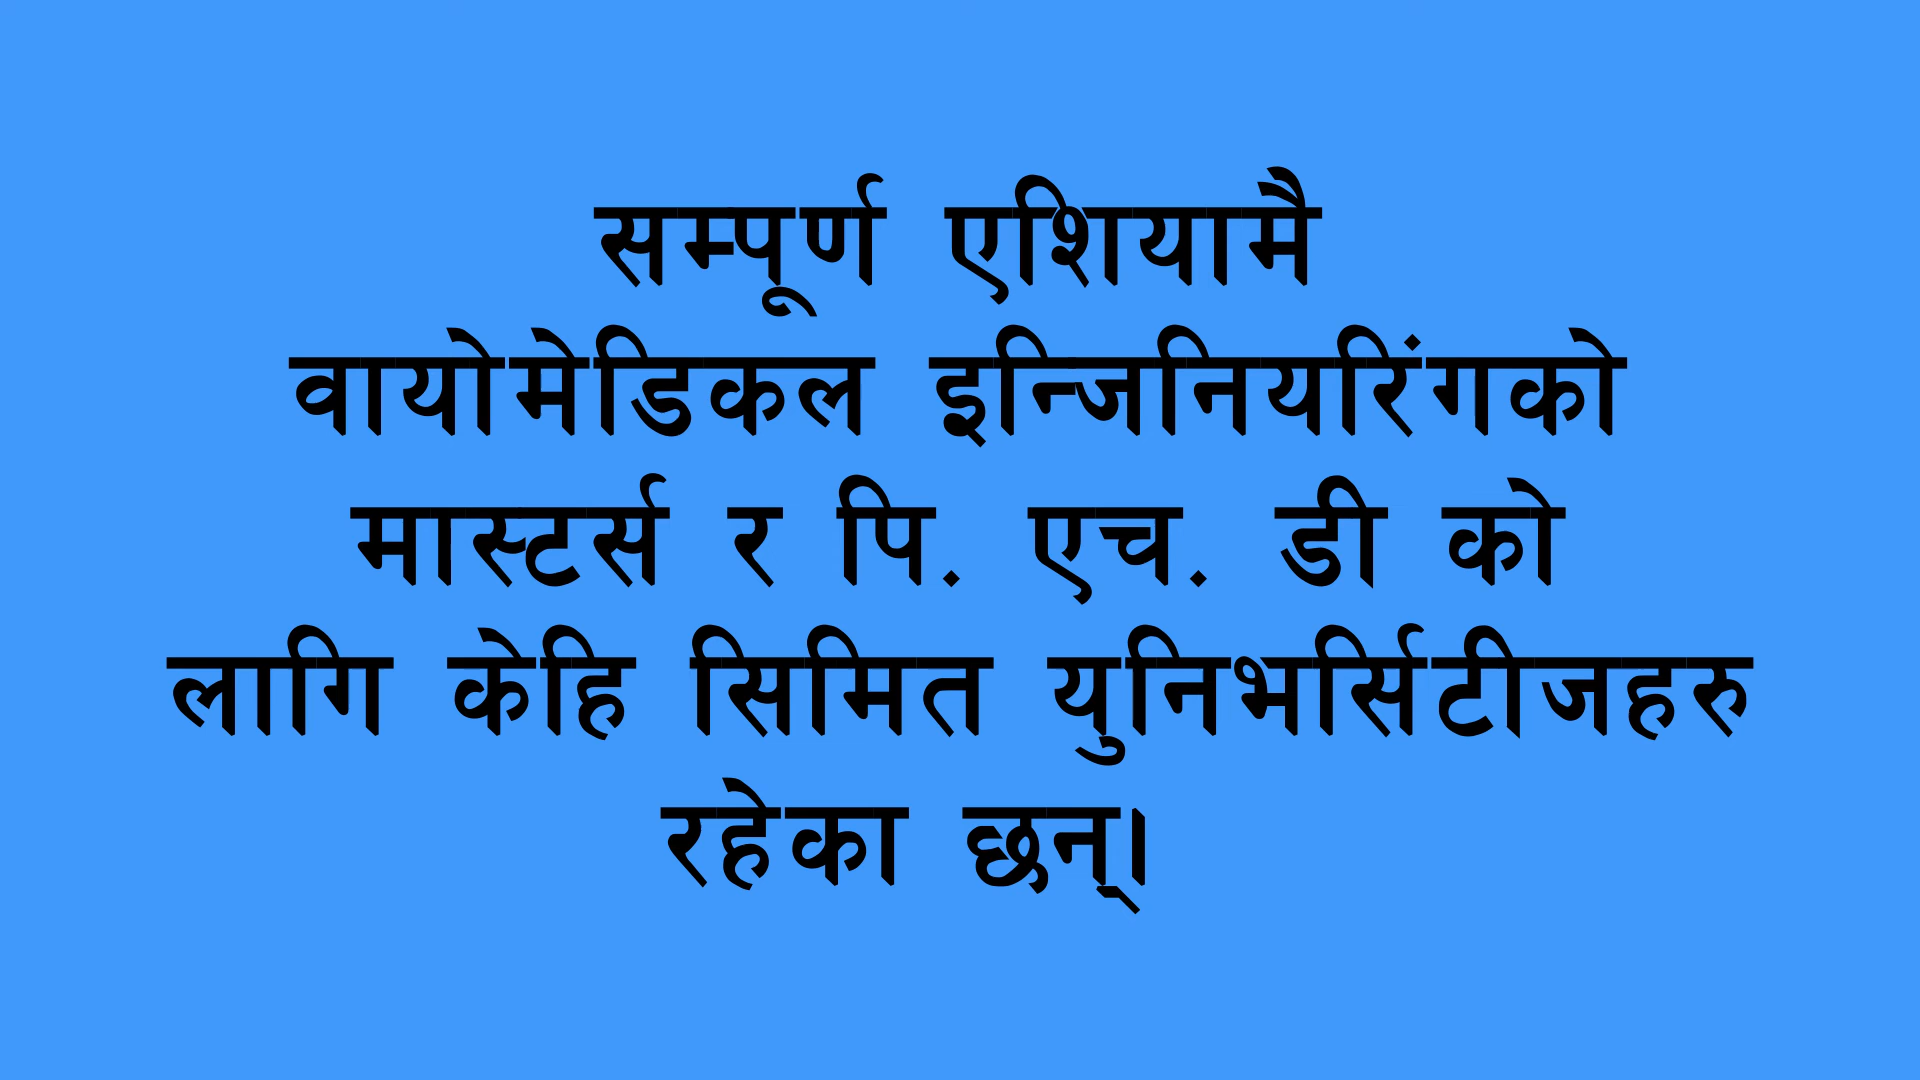 सम्पूर्ण एशियामै
वायोमेडिकल इन्जिनियरिंगको
मास्टर्स र पि. एच. डी को
लागि केहि सिमित युनिभर्सिटीजहरु
रहेका छन्।